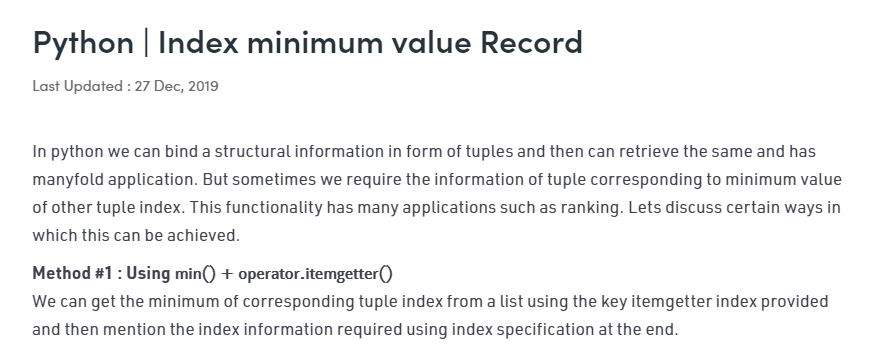 Python | Index minimum value Record
Last Updated : 27 Dec, 2019
In python we can bind a structural information in form of tuples and then can retrieve the same and has
manyfold application. But sometimes we require the information of tuple corresponding to minimum value
of other tuple index. This functionality has many applications such as ranking. Lets discuss certain ways in
which this can be achieved.
Method #1 : Using min() + operator.itemgetter()
We can get the minimum of corresponding tuple index from a list using the key itemgetter index provided
and then mention the index information required using index specification at the end.